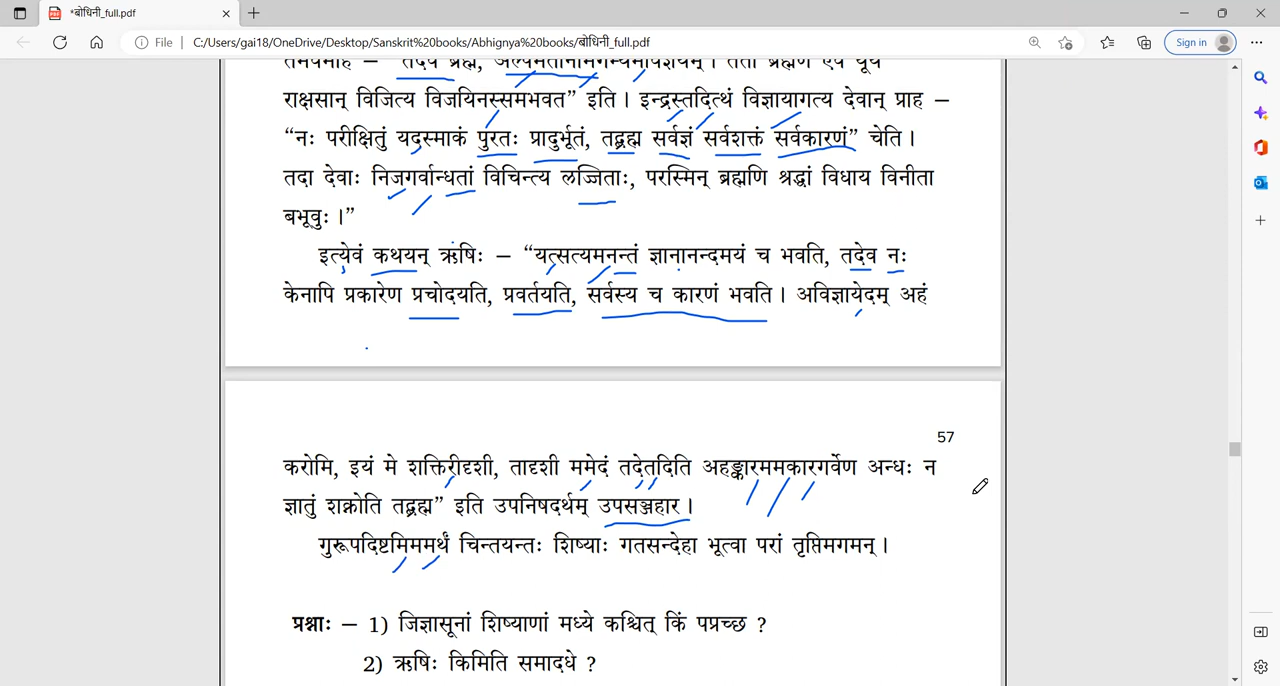 *बोधिनी_full.pdf
File
C:/Users/gai18/OneDrive/Desktop/Sanskrit%20books/Abhignya%20books/बोधिनी_full.pdf
Sign in
राक्षसान् विजित्य विजयिनस्समभवत” इति । इन्द्रस्तदित्थं विज्ञायागत्य देवान् प्राह –
“नः परीक्षितुं यदस्माकं पुरतः प्रादुर्भूतं, तद्ब्रह्म सर्वज्ञं सर्वशक्तं सर्वकारणं” चेति ।
तदा देवाः निजगर्वान्धतां विचिन्त्य लज्जिताः, परस्मिन् ब्रह्मणि श्रद्धां विधाय विनीता
बभूवुः ।”
इत्येवं कथयन् ऋषिः – “यत्सत्यमनन्तं ज्ञानानन्दमयं च भवति, तदेव नः
केनापि प्रकारेण प्रचोदयति, प्रवर्तयति, सर्वस्य च कारणं भवति । अविज्ञायेदम् अहं
57
करोमि, इयं मे शक्तिरीदृशी, तादृशी ममेदं तदेतदिति अहङ्कारममकारगर्वेण अन्धः न
ज्ञातुं शक्नोति तद्ब्रह्म” इति उपनिषदर्थम् उपसञ्जहार ।
गुरूपदिष्टमिममर्थं चिन्तयन्तः शिष्याः गतसन्देहा भूत्वा परां तृप्तिमगमन् ।
प्रश्नाः – 1) जिज्ञासूनां शिष्याणां मध्ये कश्चित् किं पप्रच्छ ?
2) ऋषिः किमिति समादधे ?